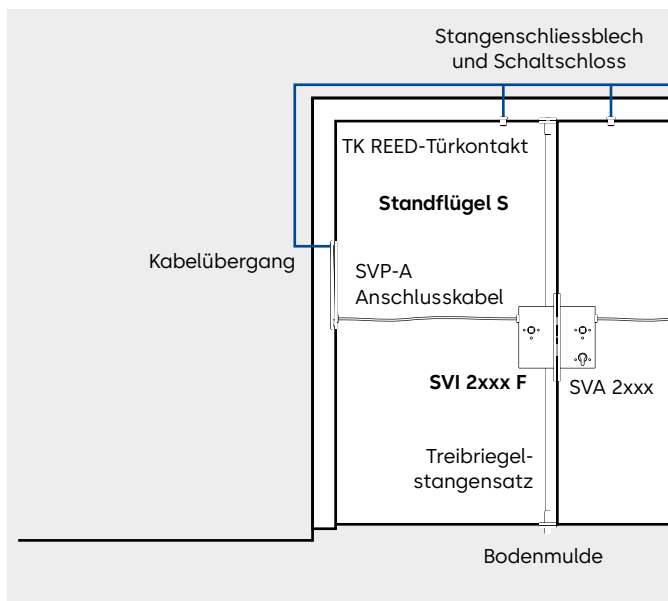 Stangenschliessblech
und Schaltschloss
TK REED-Türkontakt
Standflügel S
Kabelübergang
SVP-A
Anschlusskabel
SVI 2xxx F
SVA 2xxx
Treibriegel-
stangensatz
Bodenmulde